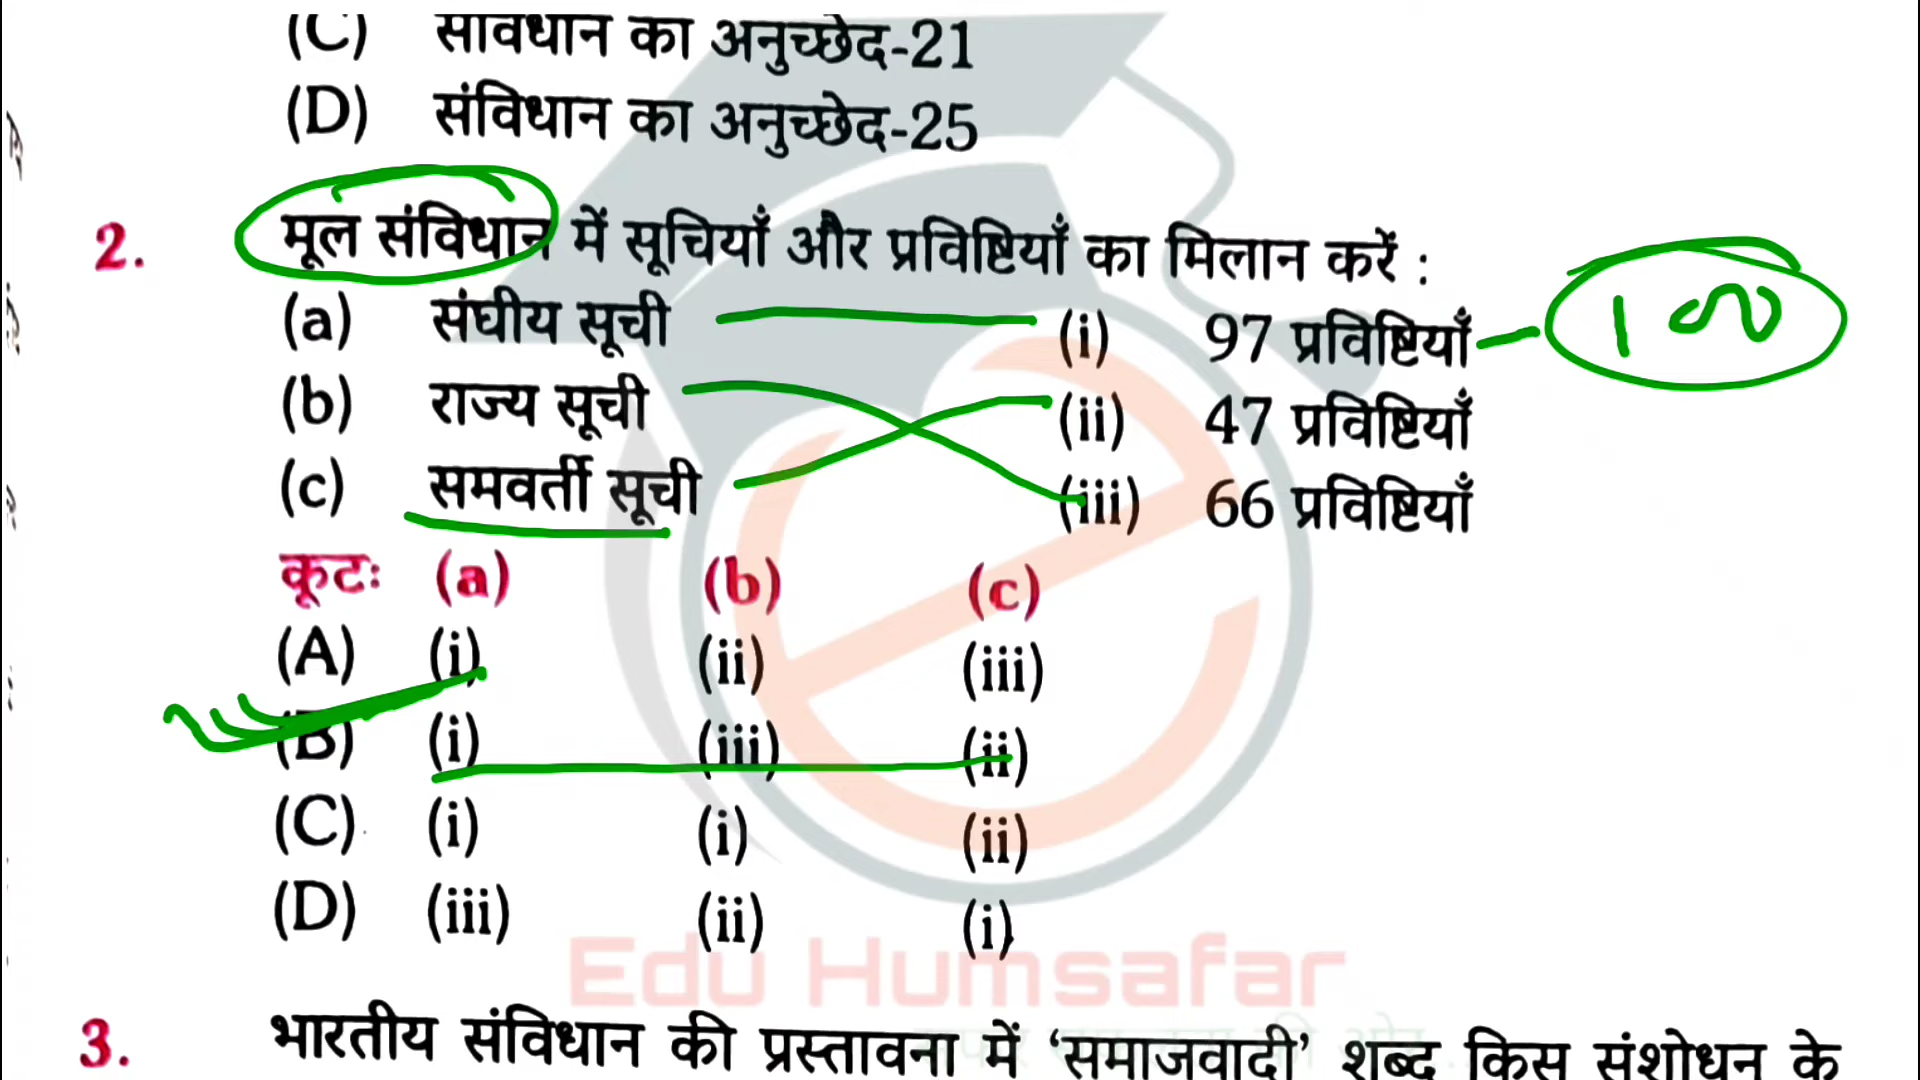 (C) संविधान का अनुच्छेद-21
(D) संविधान का अनुच्छेद-25
2. मूल संविधान में सूचियाँ और प्रविष्टियाँ का मिलान करें :
(a) संघीय सूची (i) 97 प्रविष्टियाँ 100
(b) राज्य सूची (ii) 47 प्रविष्टियाँ
(c) समवर्ती सूची (iii) 66 प्रविष्टियाँ
कूटः (a) (b) (c)
(A) (i) (ii) (iii)
(B) (i) (iii) (ii)
(C) (i) (i) (ii)
(D) (iii) (ii) (i)
Edu Humsafar
3. भारतीय संविधान की प्रस्तावना में ‘समाजवादी’ शब्द किस संशोधन के